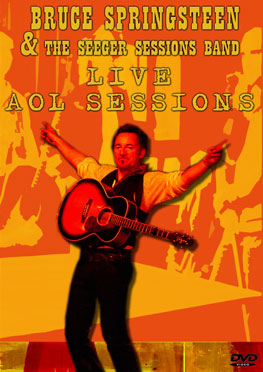 BRUCE SPRINGSTEEN
& THE SEEGER SESSIONS BAND
LIVE
AOL SESSIONS
DVD
VIDEO